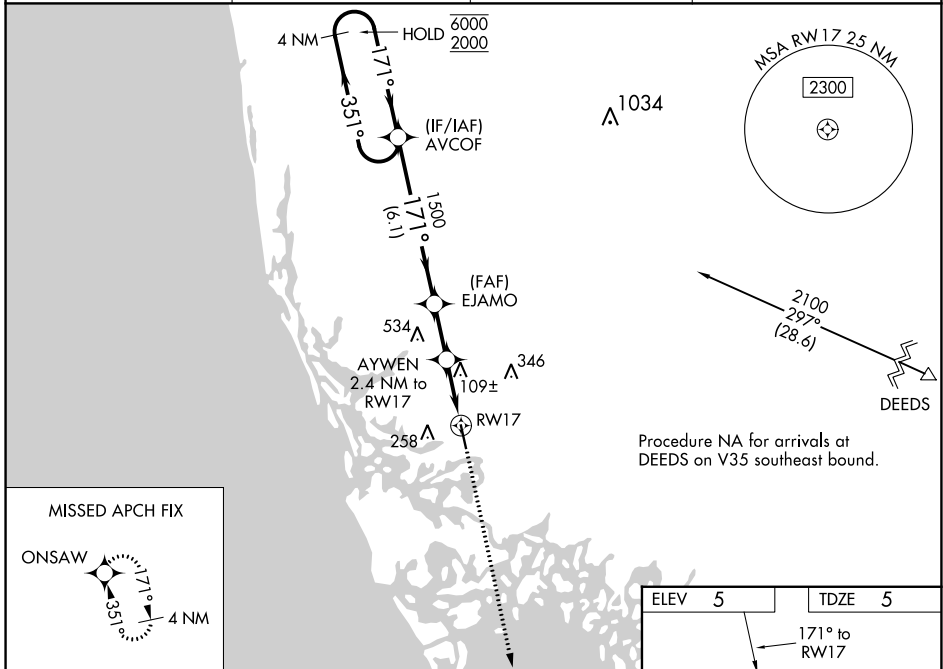 4 NM
HOLD
6000
2000
171°
351°
(IF/IAF)
AVCOF
1034
MSA RW 17 25 NM
2300
1500
171°
(6.1)
(FAF)
EJAMO
534
AYWEN
2.4 NM to
RW17
109±
346
RW17
258
2100
297°
(28.6)
DEEDS
Procedure NA for arrivals at
DEEDS on V35 southeast bound.
MISSED APCH FIX
ONSAW
171°
351°
4 NM
ELEV 5
TDZE 5
171° to
RW17